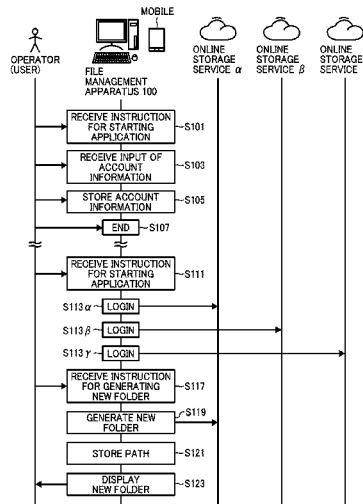 MOBILE
OPERATOR
(USER)
FILE
MANAGEMENT
APPARATUS 100
ONLINE
STORAGE
SERVICE α
ONLINE
STORAGE
SERVICE β
ONLINE
STORAGE
SERVICE
RECEIVE INSTRUCTION
FOR STARTING
APPLICATION
S101
RECEIVE INPUT OF
ACCOUNT
INFORMATION
S103
STORE ACCOUNT
INFORMATION
S105
END
S107
RECEIVE INSTRUCTION
FOR STARTING
APPLICATION
S111
S113α
LOGIN
S113β
LOGIN
S113γ
LOGIN
RECEIVE INSTRUCTION
FOR GENERATING
NEW FOLDER
S117
GENERATE NEW
FOLDER
S119
STORE PATH
S121
DISPLAY
NEW FOLDER
S123